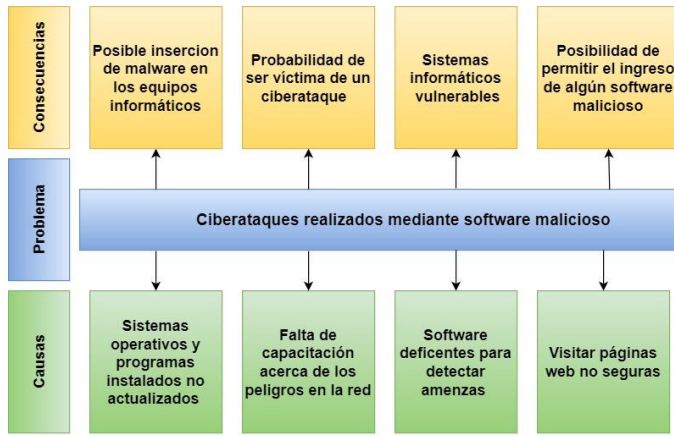 Consecuencias
Posible insercion
de malware en
los equipos
informáticos
Probabilidad de
ser víctima de un
ciberataque
Sistemas
informáticos
vulnerables
Posibilidad de
permitir el ingreso
de algún software
malicioso
Problema
Ciberataques realizados mediante software malicioso
Causas
Sistemas
operativos y
programas
instalados no
actualizados
Falta de
capacitación
acerca de los
peligros en la red
Software
deficentes para
detectar
amenzas
Visitar páginas
web no seguras